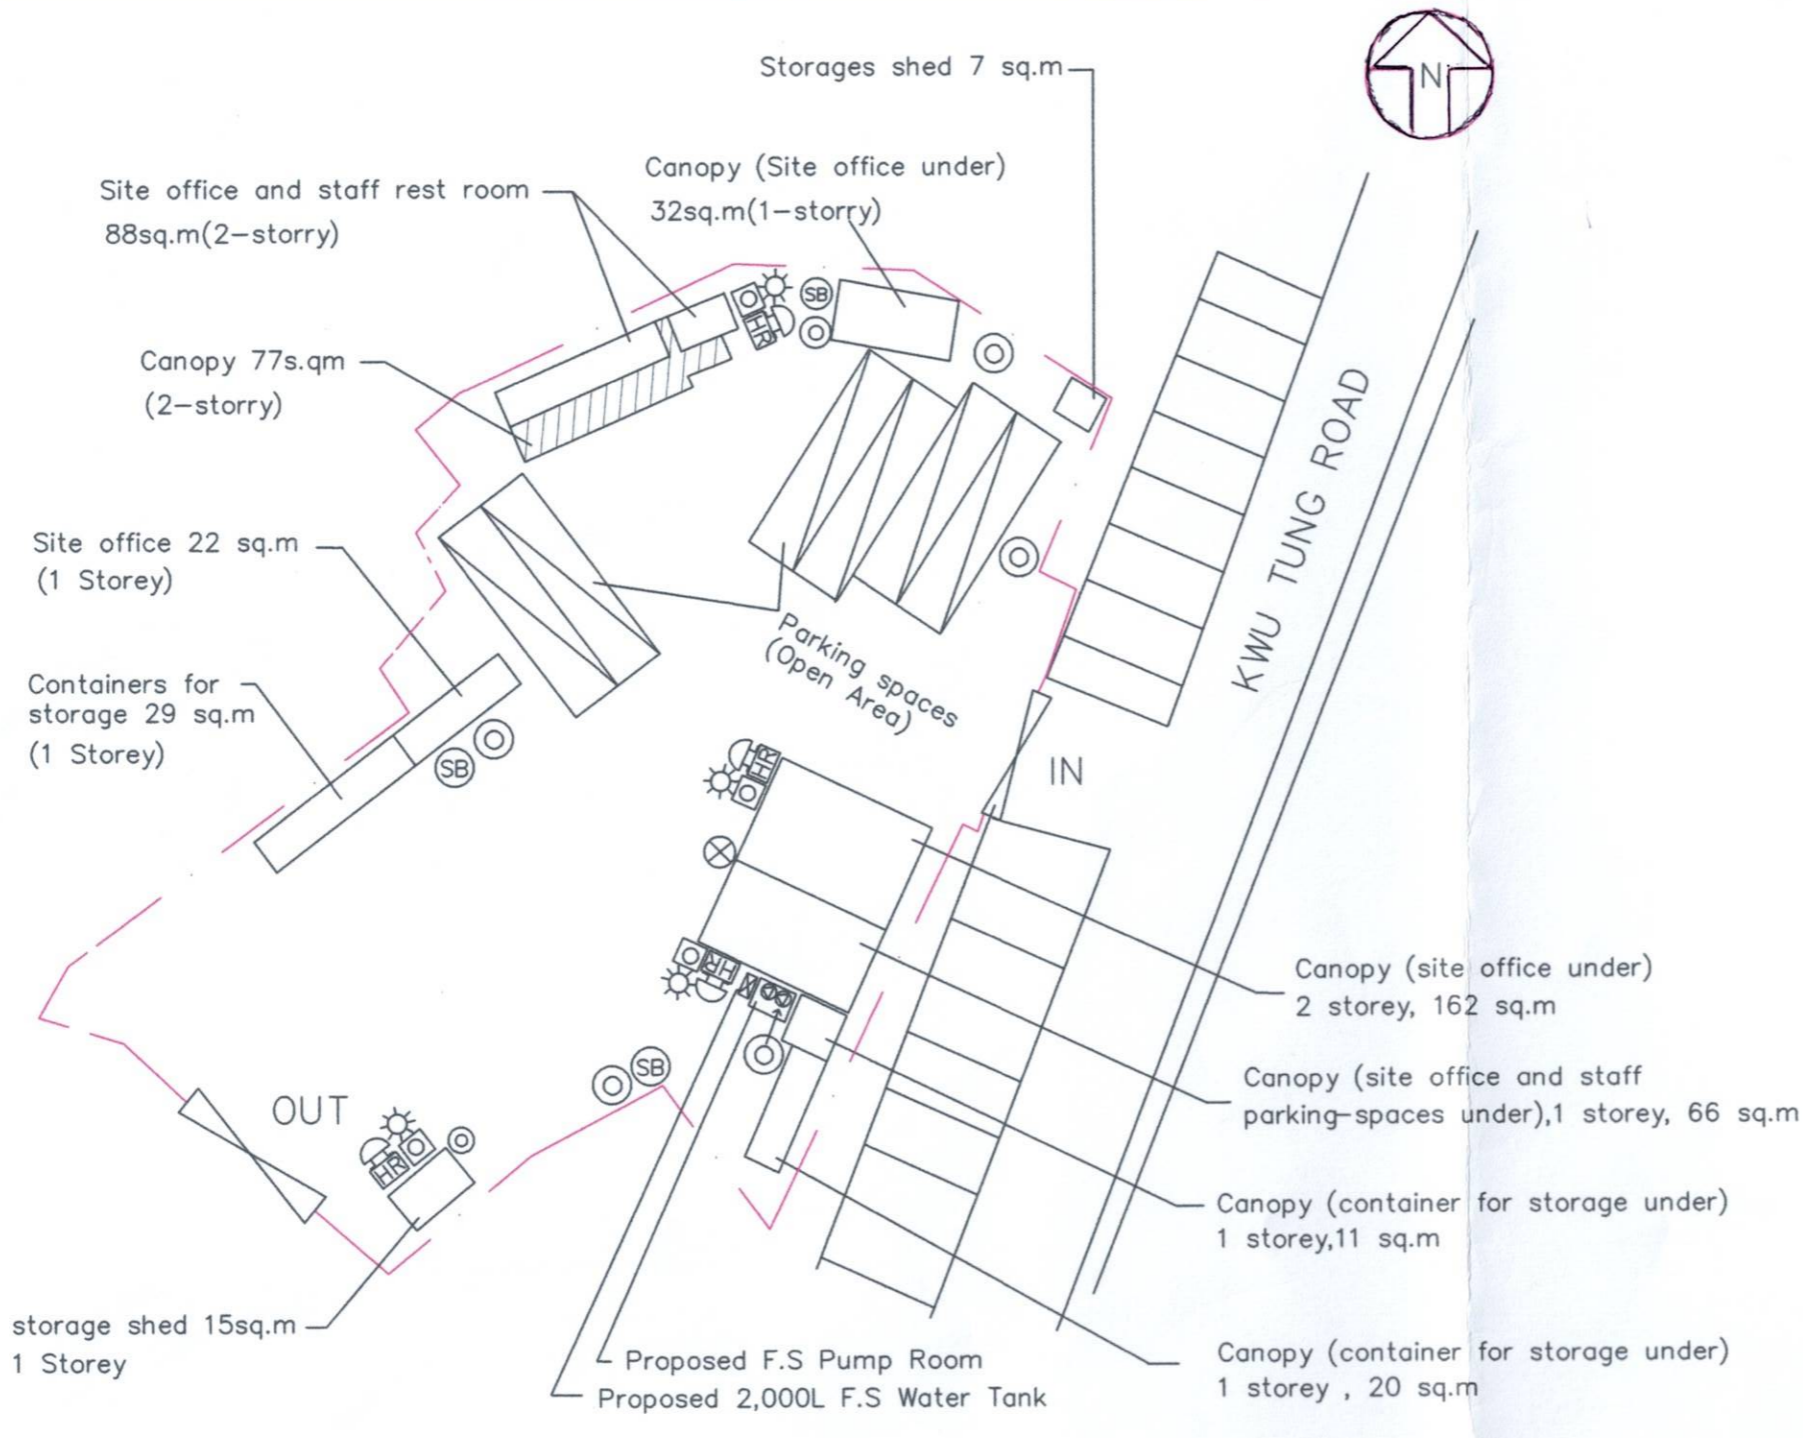 N
Storages shed 7 sq.m
Canopy (Site office under)
32sq.m(1-storry)
Site office and staff rest room
88sq.m(2-storry)
SB
HR
Canopy 77s.qm
(2-storry)
KWU TUNG ROAD
Site office 22 sq.m
(1 Storey)
Parking spaces
(Open Area)
Containers for
storage 29 sq.m
(1 Storey)
SB
HR
IN
HR
Canopy (site office under)
2 storey, 162 sq.m
SB
Canopy (site office and staff
parking-spaces under),1 storey, 66 sq.m
OUT
HR
Canopy (container for storage under)
1 storey,11 sq.m
storage shed 15sq.m
1 Storey
Proposed F.S Pump Room
Proposed 2,000L F.S Water Tank
Canopy (container for storage under)
1 storey , 20 sq.m